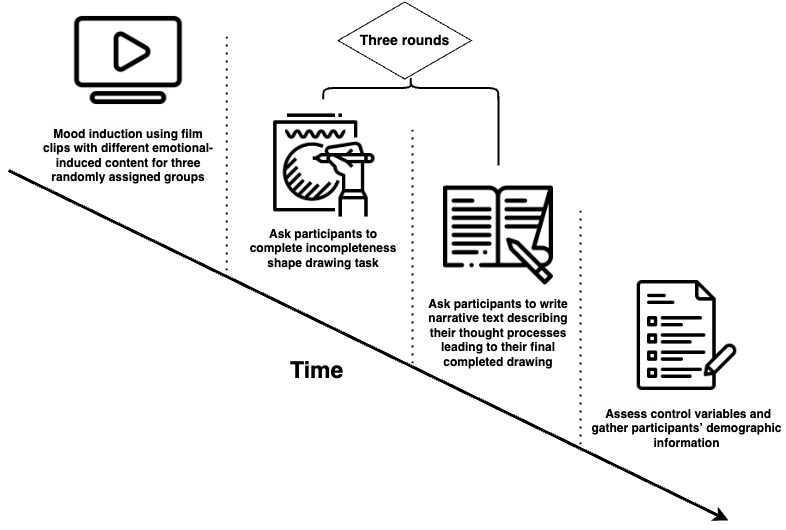 Three rounds
Mood induction using film
clips with different emotional-
induced content for three
randomly assigned groups
Ask participants to
complete incompleteness
shape drawing task
Ask participants to write
narrative text describing
their thought processes
leading to their final
completed drawing
Time
Assess control variables and
gather participants’ demographic
information